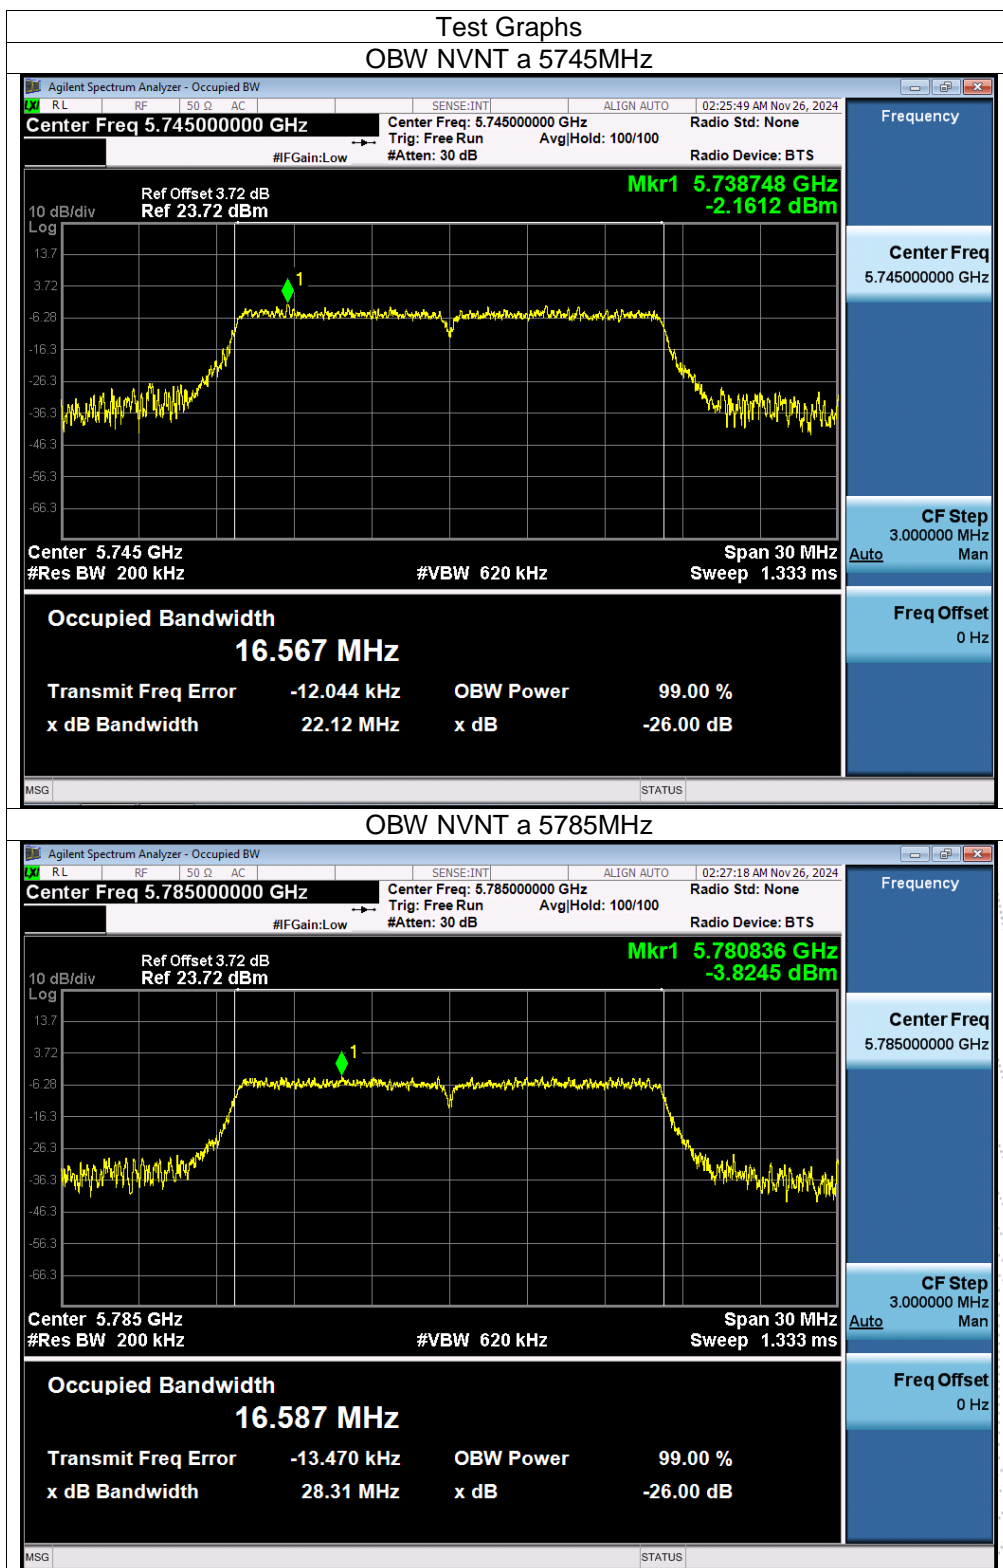 Test Graphs
OBW NVNT a 5745MHz
Agilent Spectrum Analyzer - Occupied BW
LXI RL RF 50 Ω AC SENSE:INT ALIGN AUTO 02:25:49 AM Nov 26, 2024
Center Freq 5.745000000 GHz Center Freq: 5.745000000 GHz Radio Std: None Frequency
Trig: Free Run Avg|Hold: 100/100
#IFGain:Low #Atten: 30 dB Radio Device: BTS
Mkr1 5.738748 GHz
-2.1612 dBm
Ref Offset 3.72 dB
10 dB/div Ref 23.72 dBm
Log
13.7
3.72
-6.28
-16.3
-26.3
-36.3
-46.3
-56.3
-66.3
1
Center Freq
5.745000000 GHz
CF Step
3.000000 MHz
Auto Man
Center 5.745 GHz Span 30 MHz
#Res BW 200 kHz #VBW 620 kHz Sweep 1.333 ms
Freq Offset
0 Hz
Occupied Bandwidth
16.567 MHz
Transmit Freq Error -12.044 kHz OBW Power 99.00 %
x dB Bandwidth 22.12 MHz x dB -26.00 dB
MSG STATUS
OBW NVNT a 5785MHz
Agilent Spectrum Analyzer - Occupied BW
LXI RL RF 50 Ω AC SENSE:INT ALIGN AUTO 02:27:18 AM Nov 26, 2024
Center Freq 5.785000000 GHz Center Freq: 5.785000000 GHz Radio Std: None Frequency
Trig: Free Run Avg|Hold: 100/100
#IFGain:Low #Atten: 30 dB Radio Device: BTS
Mkr1 5.780836 GHz
-3.8245 dBm
Ref Offset 3.72 dB
10 dB/div Ref 23.72 dBm
Log
13.7
3.72
-6.28
-16.3
-26.3
-36.3
-46.3
-56.3
-66.3
1
Center Freq
5.785000000 GHz
CF Step
3.000000 MHz
Auto Man
Center 5.785 GHz Span 30 MHz
#Res BW 200 kHz #VBW 620 kHz Sweep 1.333 ms
Freq Offset
0 Hz
Occupied Bandwidth
16.587 MHz
Transmit Freq Error -13.470 kHz OBW Power 99.00 %
x dB Bandwidth 28.31 MHz x dB -26.00 dB
MSG STATUS